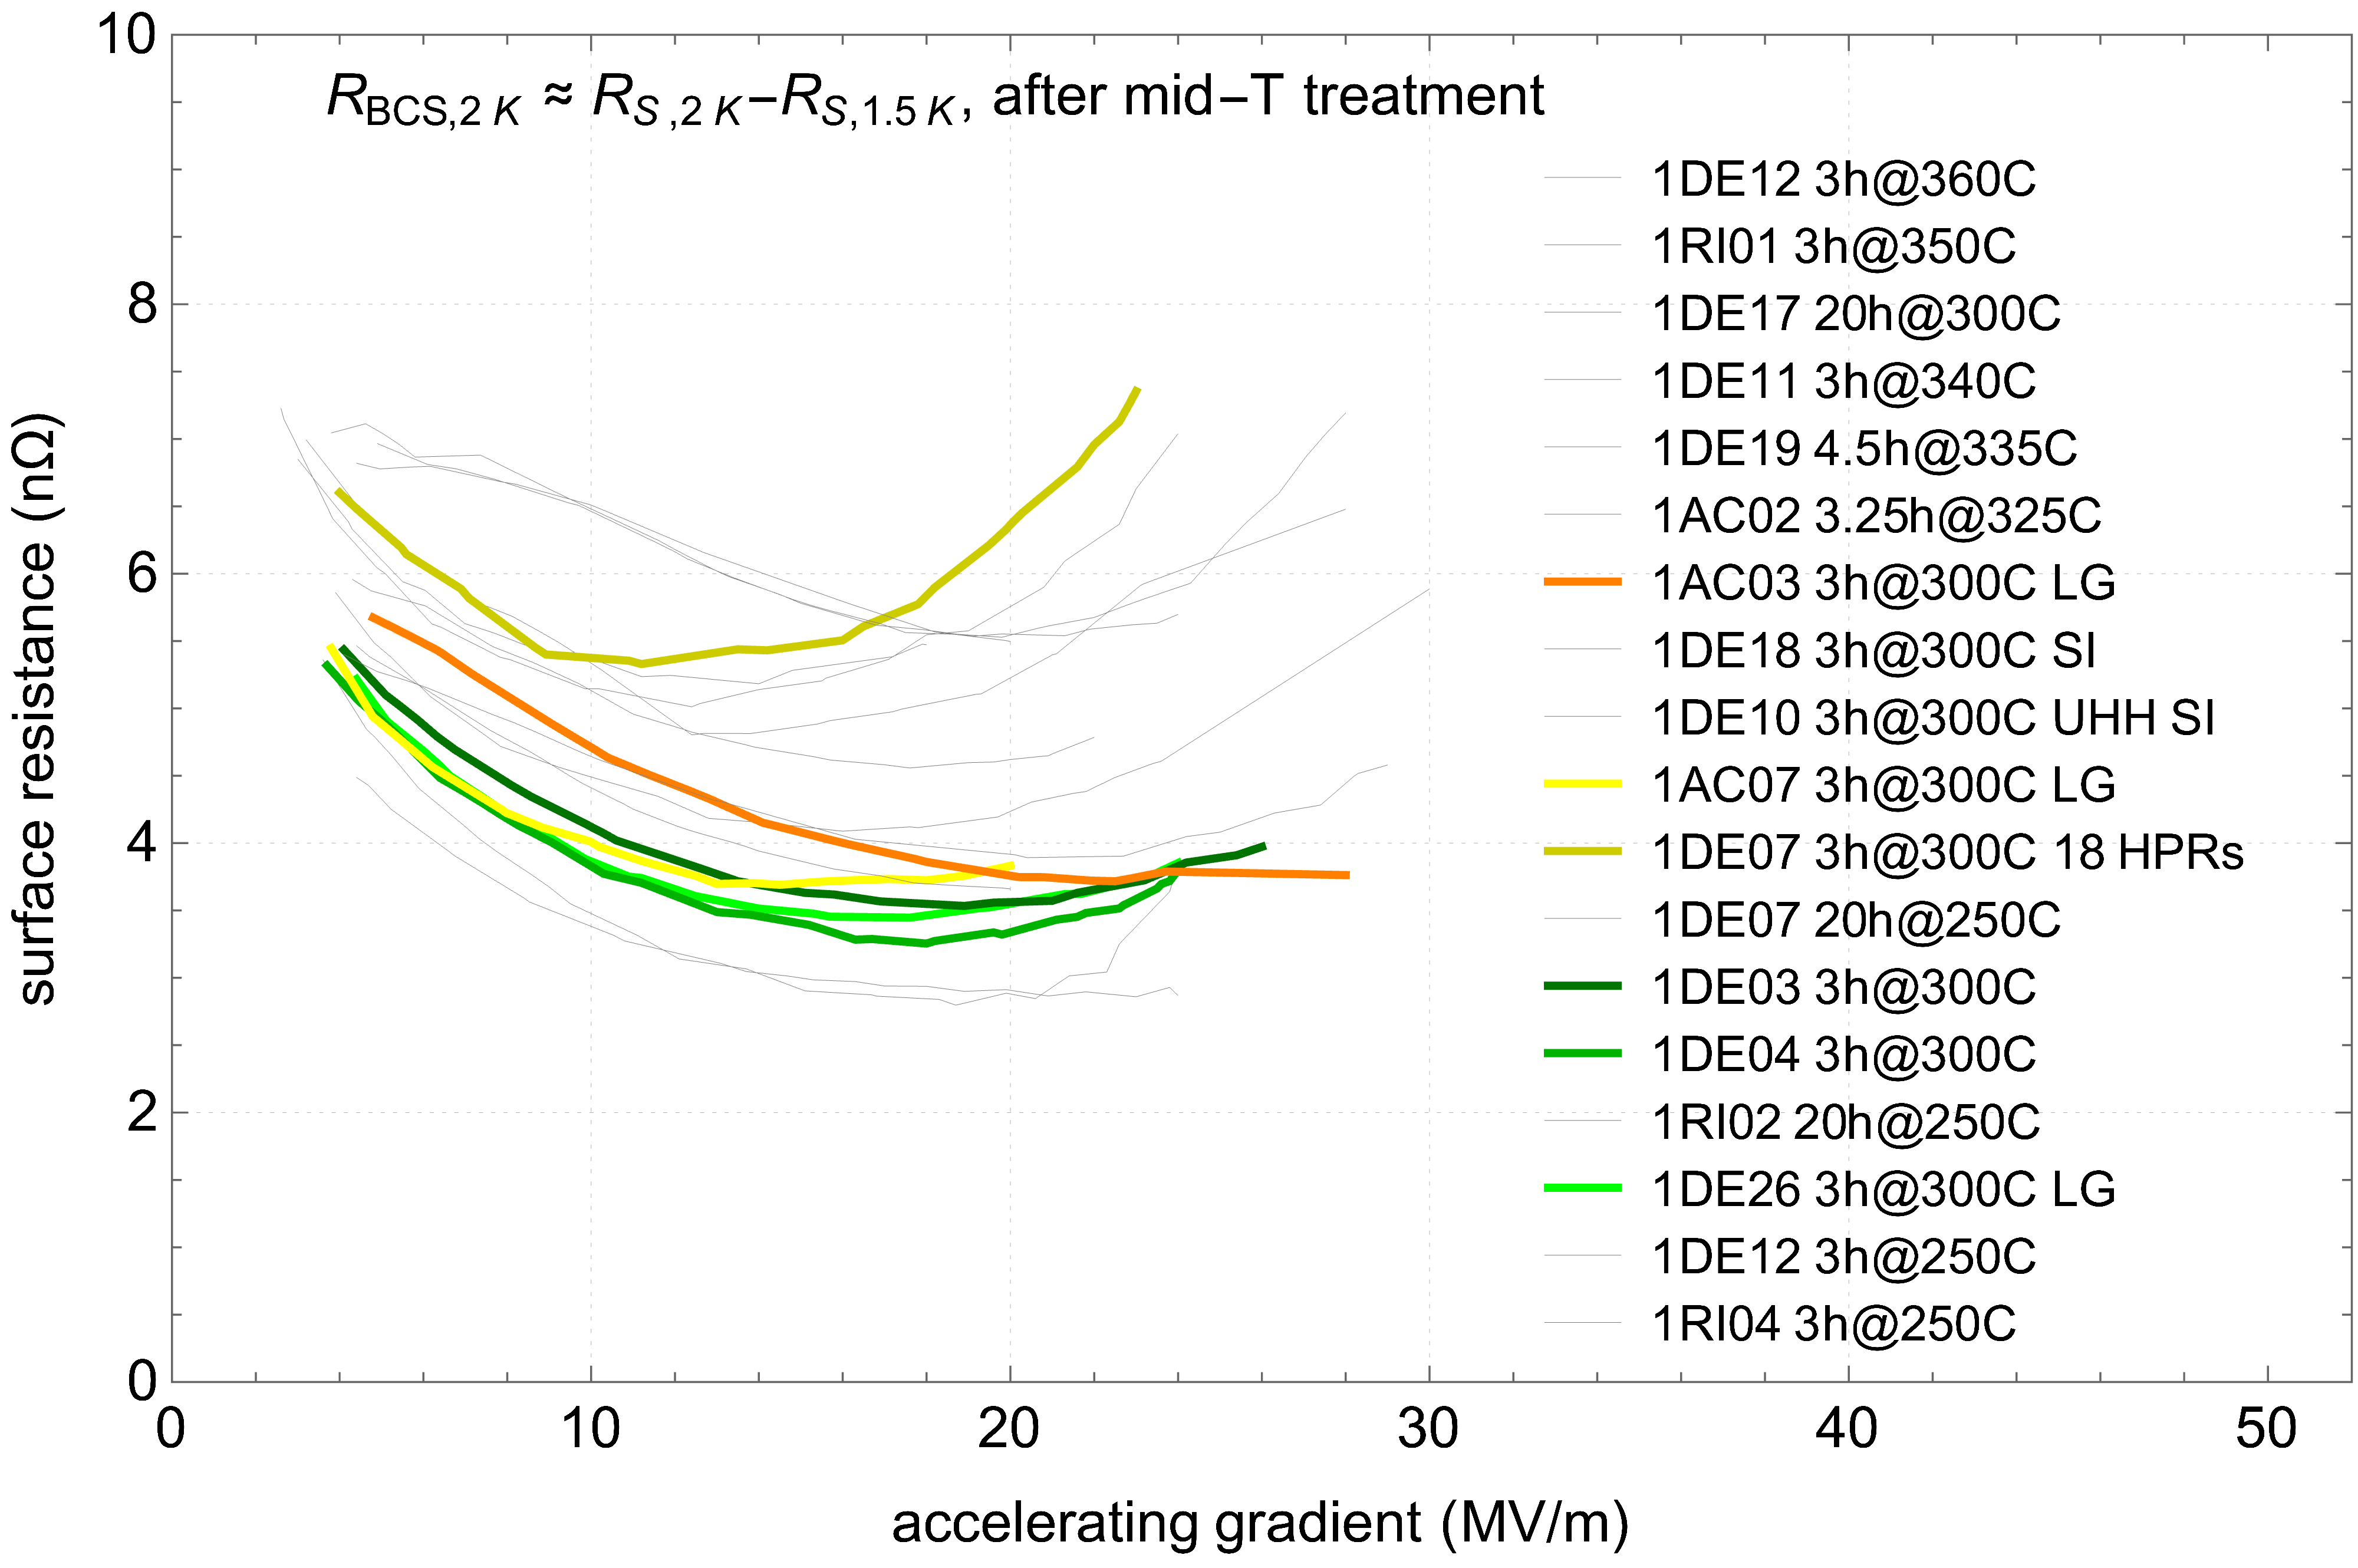 10
R_BCS,2 K ≈ R_S,2 K−R_S,1.5 K, after mid−T treatment
1DE12 3h@360C
1RI01 3h@350C
8
1DE17 20h@300C
1DE11 3h@340C
1DE19 4.5h@335C
1AC02 3.25h@325C
6
1AC03 3h@300C LG
1DE18 3h@300C SI
1DE10 3h@300C UHH SI
1AC07 3h@300C LG
4
1DE07 3h@300C 18 HPRs
1DE07 20h@250C
1DE03 3h@300C
1DE04 3h@300C
2
1RI02 20h@250C
1DE26 3h@300C LG
1DE12 3h@250C
1RI04 3h@250C
0
surface resistance (nΩ)
0 10 20 30 40 50
accelerating gradient (MV/m)